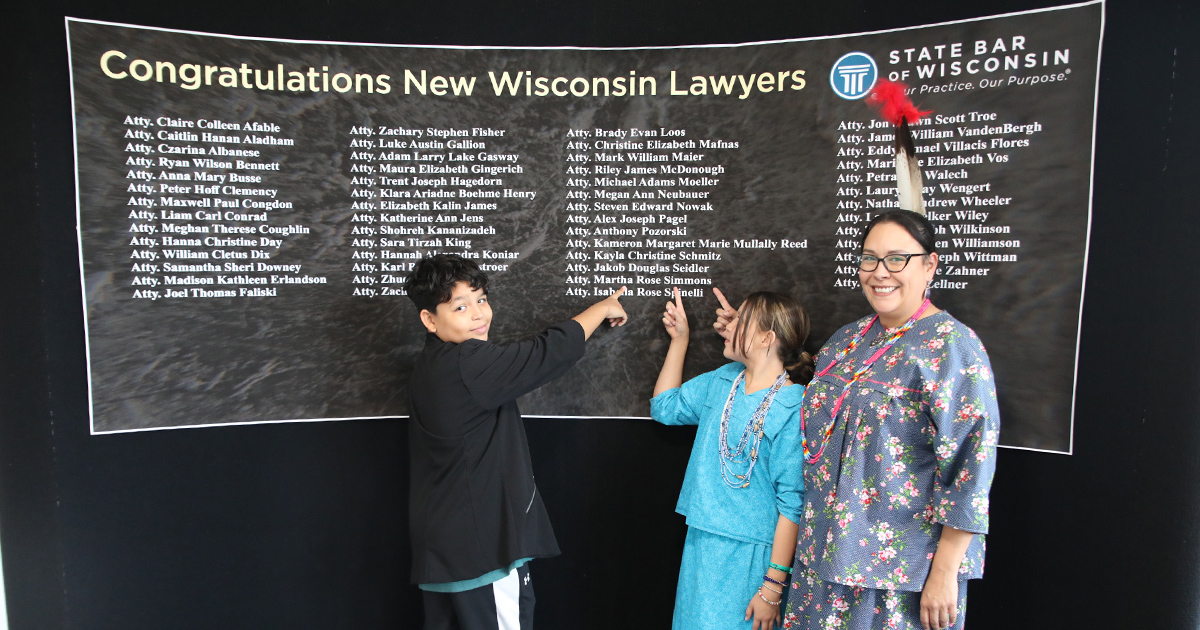 Congratulations New Wisconsin Lawyers
STATE BAR
OF WISCONSIN
Our Practice. Our Purpose.®
Atty. Claire Colleen Afable
Atty. Caitlin Hanan Aladham
Atty. Czarina Albanese
Atty. Ryan Wilson Bennett
Atty. Anna Mary Busse
Atty. Peter Hoff Clemency
Atty. Maxwell Paul Congdon
Atty. Liam Carl Conrad
Atty. Meghan Therese Coughlin
Atty. Hanna Christine Day
Atty. William Cletus Dix
Atty. Samantha Sheri Downey
Atty. Madison Kathleen Erlandson
Atty. Joel Thomas Faliski
Atty. Zachary Stephen Fisher
Atty. Luke Austin Gallion
Atty. Adam Larry Lake Gasway
Atty. Maura Elizabeth Gingerich
Atty. Trent Joseph Hagedorn
Atty. Klara Ariadne Boehme Henry
Atty. Elizabeth Kalin James
Atty. Katherine Ann Jens
Atty. Shohreh Kananizadeh
Atty. Sara Tirzah King
Atty. Hannah Koniar
Atty. Karl
Atty.
Atty.
Atty. Brady Evan Loos
Atty. Christine Elizabeth Mafnas
Atty. Mark William Maier
Atty. Riley James McDonough
Atty. Michael Adams Moeller
Atty. Megan Ann Neubauer
Atty. Steven Edward Nowak
Atty. Alex Joseph Pagel
Atty. Anthony Pozorski
Atty. Kameron Margaret Marie Mullally Reed
Atty. Kayla Christine Schmitz
Atty. Jakob Douglas Seidler
Atty. Martha Rose Simmons
Atty. Rose
Atty. Scott Troe
Atty. William VandenBergh
Atty. Villacis Flores
Atty. Elizabeth Vos
Atty. Walech
Atty. Wengert
Atty. Wheeler
Atty. Wiley
Atty. Wilkinson
Atty. Williamson
Atty. Wittman
Atty. Zahner
Atty. Zellner